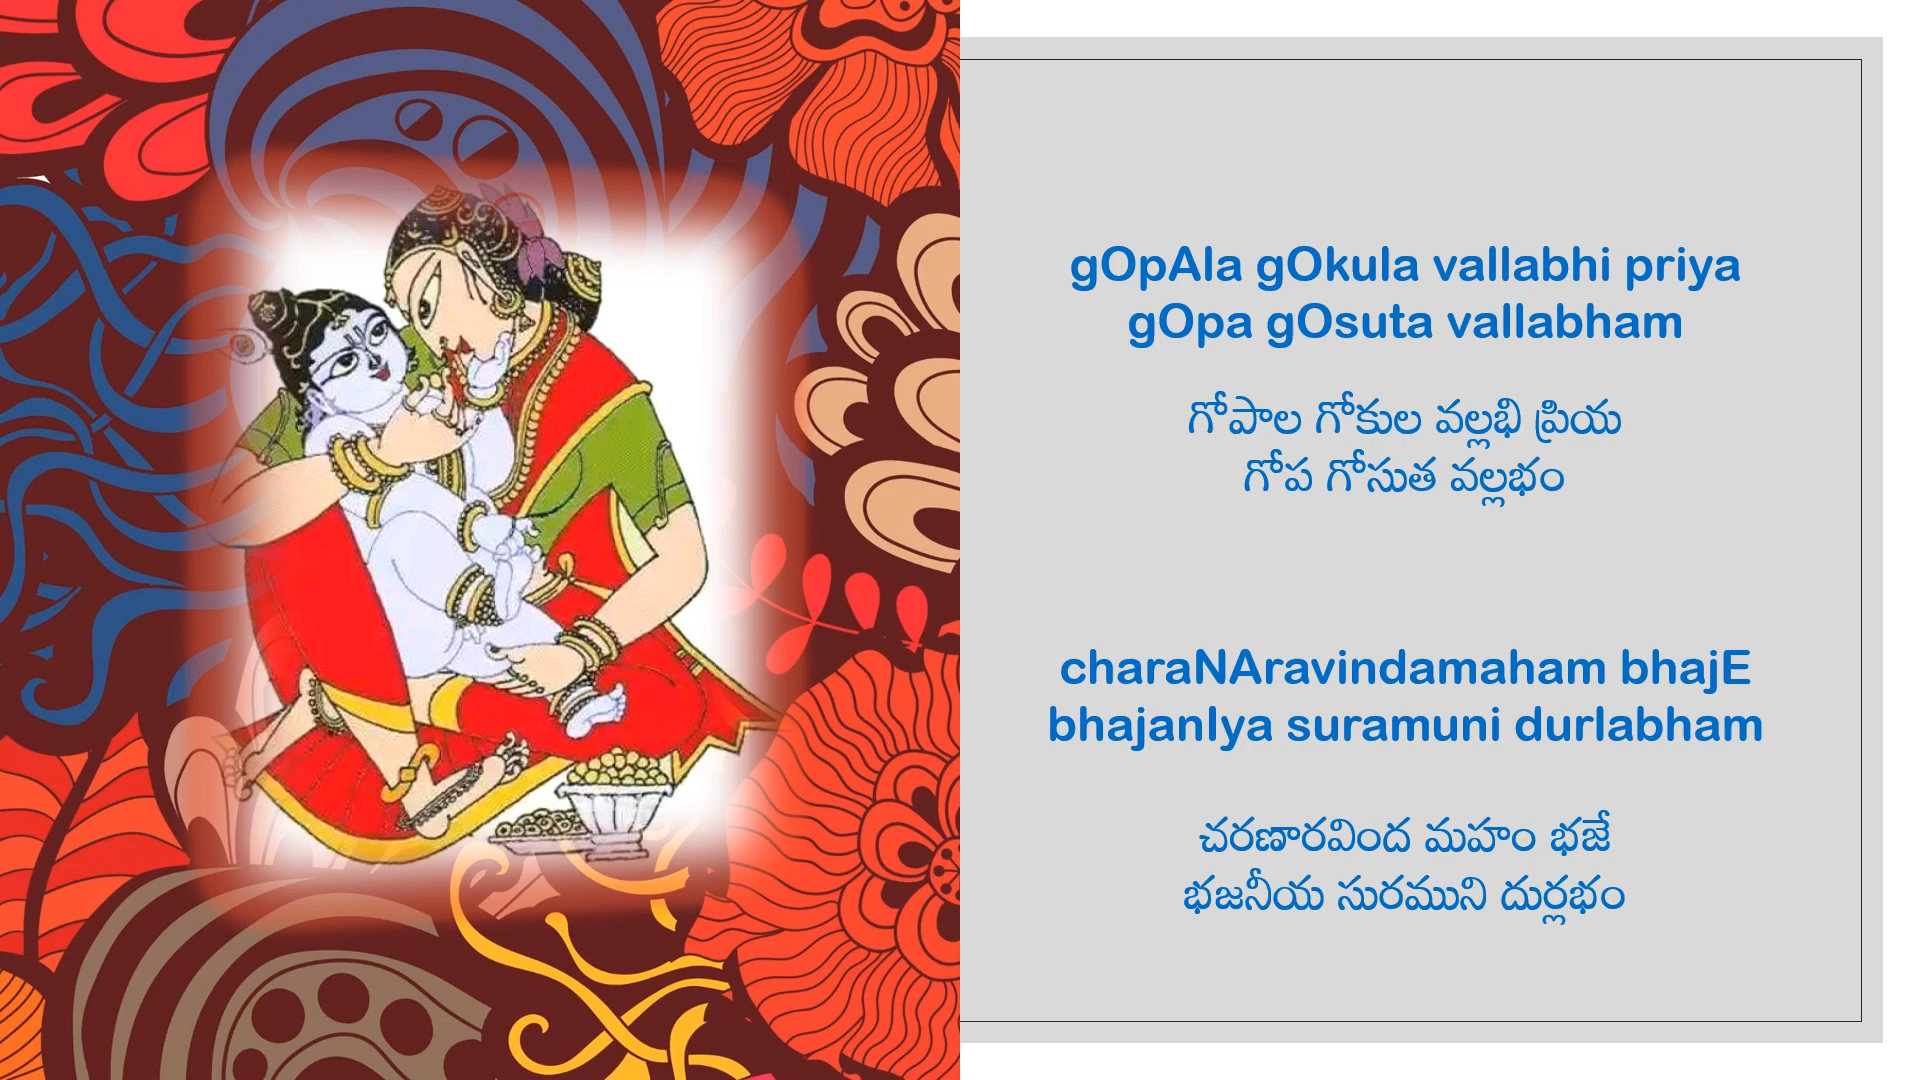 gOpAla gOkula vallabhi priya
gOpa gOsuta vallabham
గోపాల గోకుల వల్లభి ప్రియ
గోప గోసుత వల్లభం
charaNAravindamaham bhajE
bhajanIya suramuni durlabham
చరణారవింద మహం భజే
భజనీయ సురముని దుర్లభం